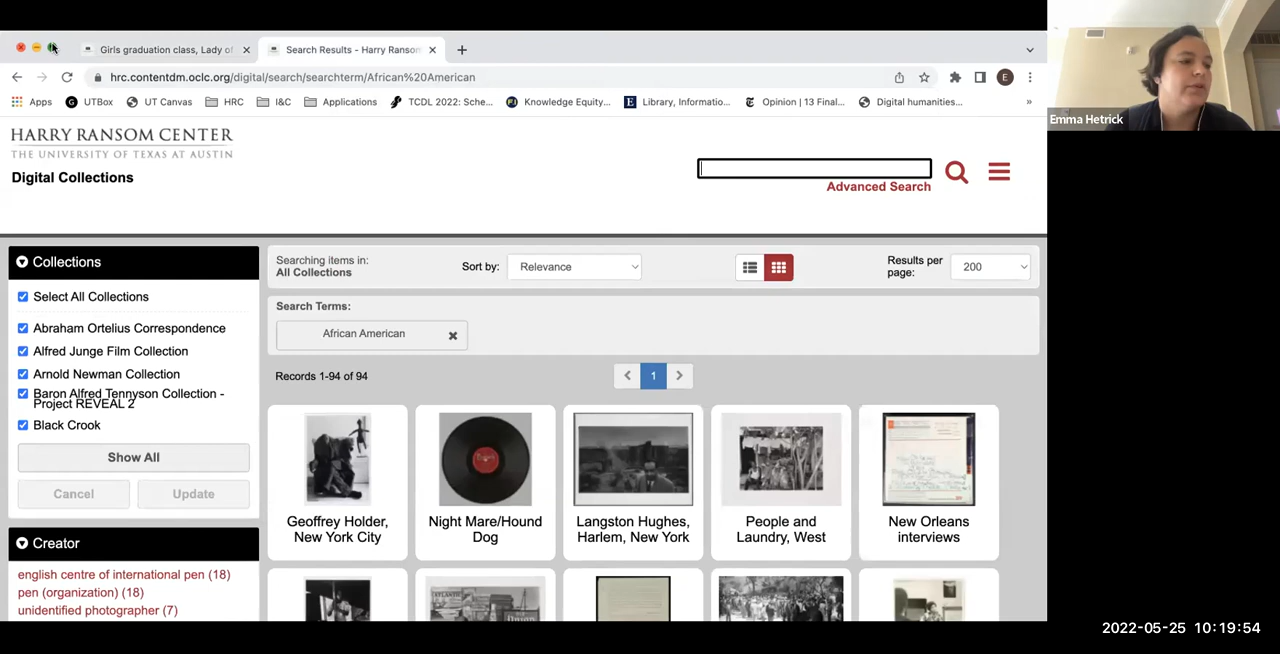 Girls graduation class, Lady of
Search Results - Harry Ranson
hrc.contentdm.oclc.org/digital/search/searchterm/African%20American
E
Apps
UTBox
UT Canvas
HRC
I&C
Applications
TCDL 2022: Sche...
Knowledge Equity...
Library, Informatio...
Opinion | 13 Final...
Digital humanities...
»
Emma Hetrick
HARRY RANSOM CENTER
THE UNIVERSITY OF TEXAS AT AUSTIN
Digital Collections
Advanced Search
Collections
Select All Collections
Abraham Ortelius Correspondence
Alfred Junge Film Collection
Arnold Newman Collection
Baron Alfred Tennyson Collection -
Project REVEAL 2
Black Crook
Show All
Cancel
Update
Creator
english centre of international pen (18)
pen (organization) (18)
unidentified photographer (7)
Searching items in:
All Collections
Sort by:
Relevance
Results per
page:
200
Search Terms:
African American
Records 1-94 of 94
1
Geoffrey Holder,
New York City
Night Mare/Hound
Dog
Langston Hughes,
Harlem, New York
People and
Laundry, West
New Orleans
interviews
2022-05-25 10:19:54